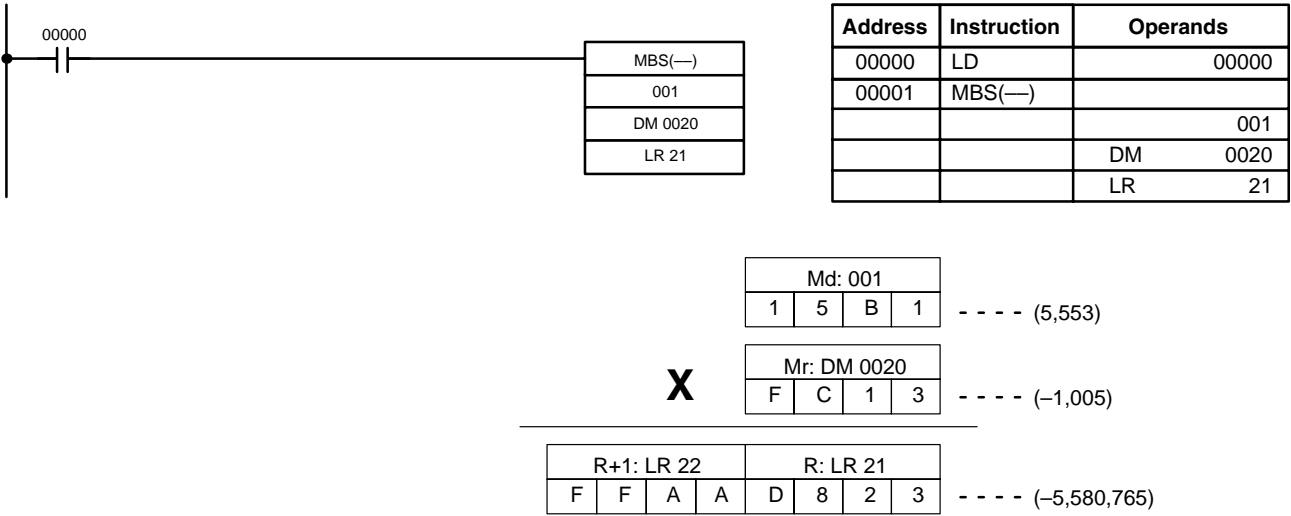 00000
MBS(––)
001
DM 0020
LR 21
Address Instruction Operands
00000 LD 00000
00001 MBS(––)
001
DM 0020
LR 21
Md: 001
1 5 B 1 - - - - (5,553)
X
Mr: DM 0020
F C 1 3 - - - - (–1,005)
R+1: LR 22 R: LR 21
F F A A D 8 2 3 - - - - (–5,580,765)